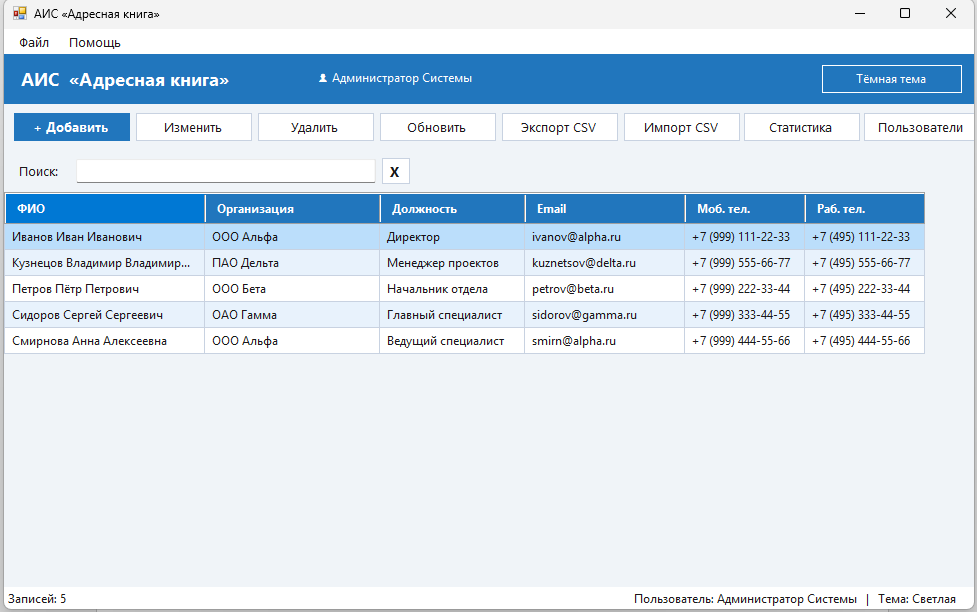 АИС «Адресная книга»
Файл Помощь
АИС «Адресная книга» Администратор Системы Тёмная тема
+ Добавить Изменить Удалить Обновить Экспорт CSV Импорт CSV Статистика Пользователи
Поиск: X
ФИО Организация Должность Email Моб. тел. Раб. тел.
Иванов Иван Иванович ООО Альфа Директор ivanov@alpha.ru +7 (999) 111-22-33 +7 (495) 111-22-33
Кузнецов Владимир Владимир... ПАО Дельта Менеджер проектов kuznetsov@delta.ru +7 (999) 555-66-77 +7 (495) 555-66-77
Петров Пётр Петрович ООО Бета Начальник отдела petrov@beta.ru +7 (999) 222-33-44 +7 (495) 222-33-44
Сидоров Сергей Сергеевич ОАО Гамма Главный специалист sidorov@gamma.ru +7 (999) 333-44-55 +7 (495) 333-44-55
Смирнова Анна Алексеевна ООО Альфа Ведущий специалист smirn@alpha.ru +7 (999) 444-55-66 +7 (495) 444-55-66
Записей: 5 Пользователь: Администратор Системы | Тема: Светлая